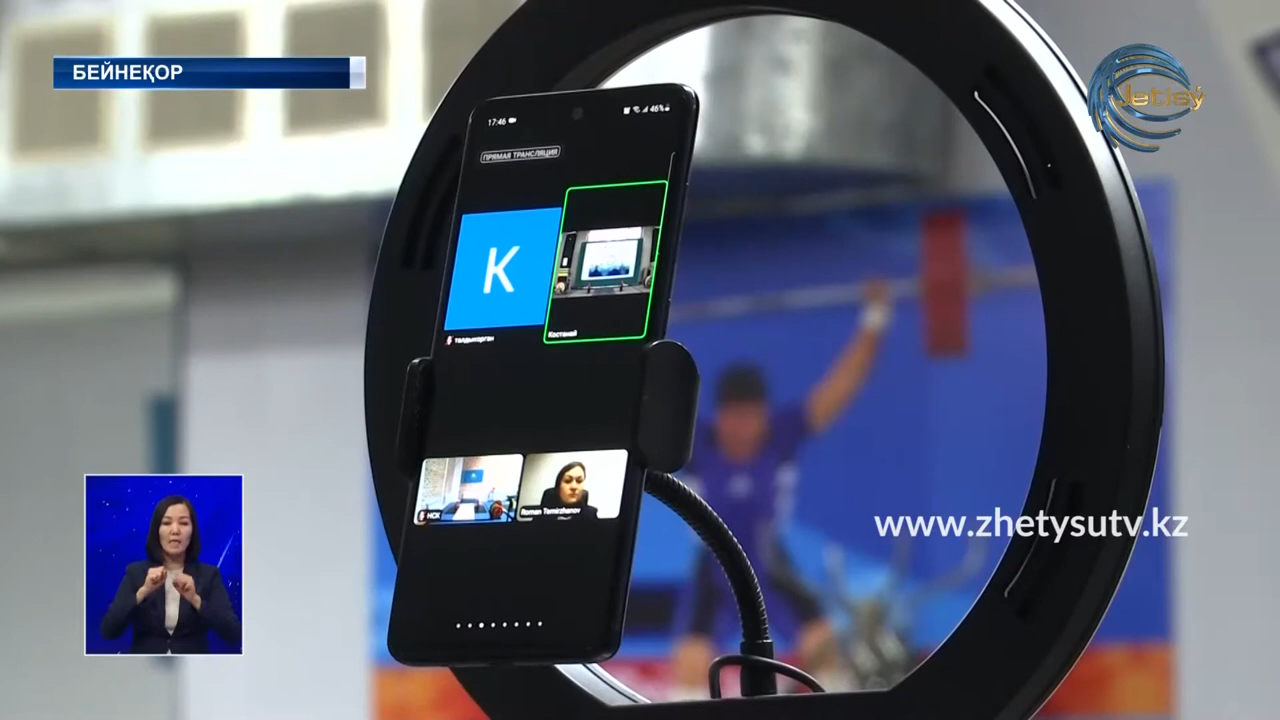 БЕЙНЕҚОР
Jetisý
17:46
46%
ПРЯМАЯ ТРАНСЛЯЦИЯ
K
талдыкорган
Костанай
НСК
Roman Temirzhanov
www.zhetysutv.kz